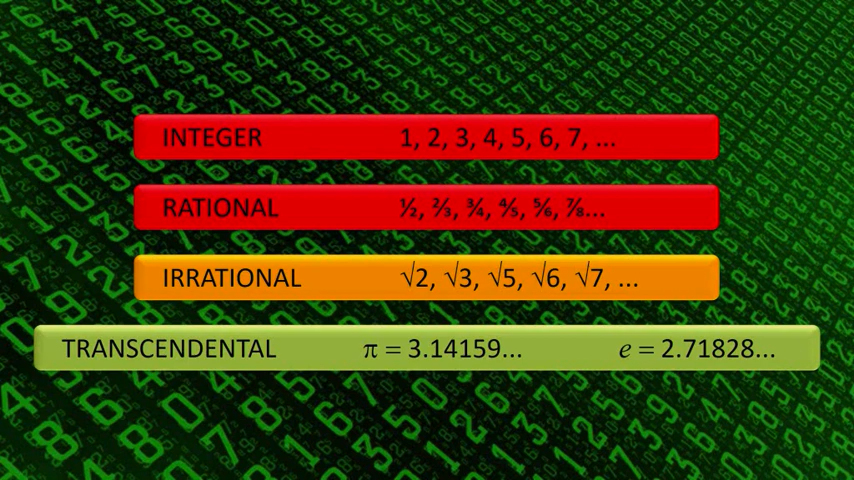 INTEGER 1, 2, 3, 4, 5, 6, 7, ...
RATIONAL ½, ⅔, ¾, ⅘, ⅚, ⅞...
IRRATIONAL √2, √3, √5, √6, √7, ...
TRANSCENDENTAL π = 3.14159... e = 2.71828...